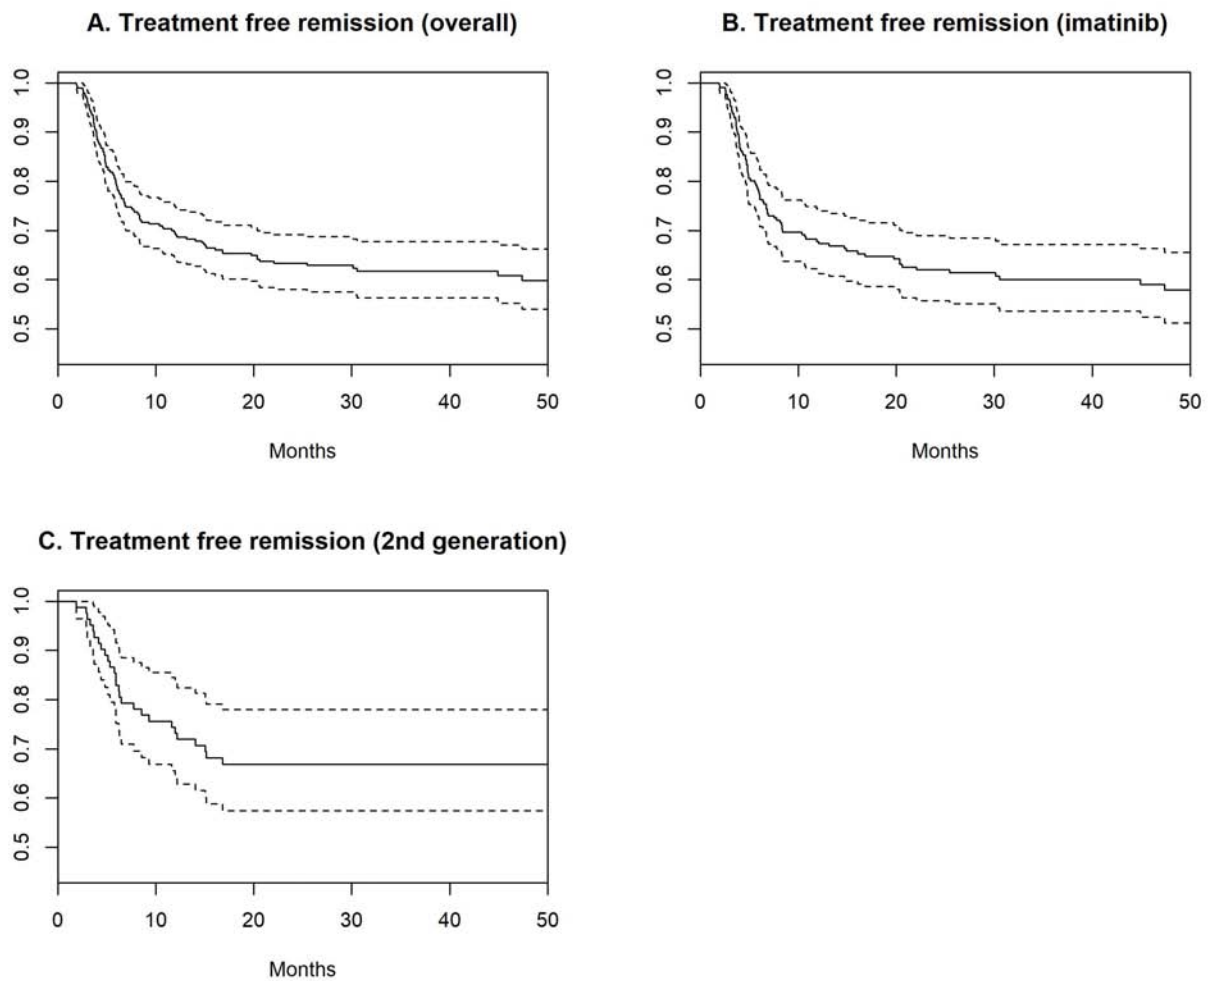 A. Treatment free remission (overall)
1.0
0.9
0.8
0.7
0.6
0.5
0 10 20 30 40 50
Months
B. Treatment free remission (imatinib)
1.0
0.9
0.8
0.7
0.6
0.5
0 10 20 30 40 50
Months
C. Treatment free remission (2nd generation)
1.0
0.9
0.8
0.7
0.6
0.5
0 10 20 30 40 50
Months